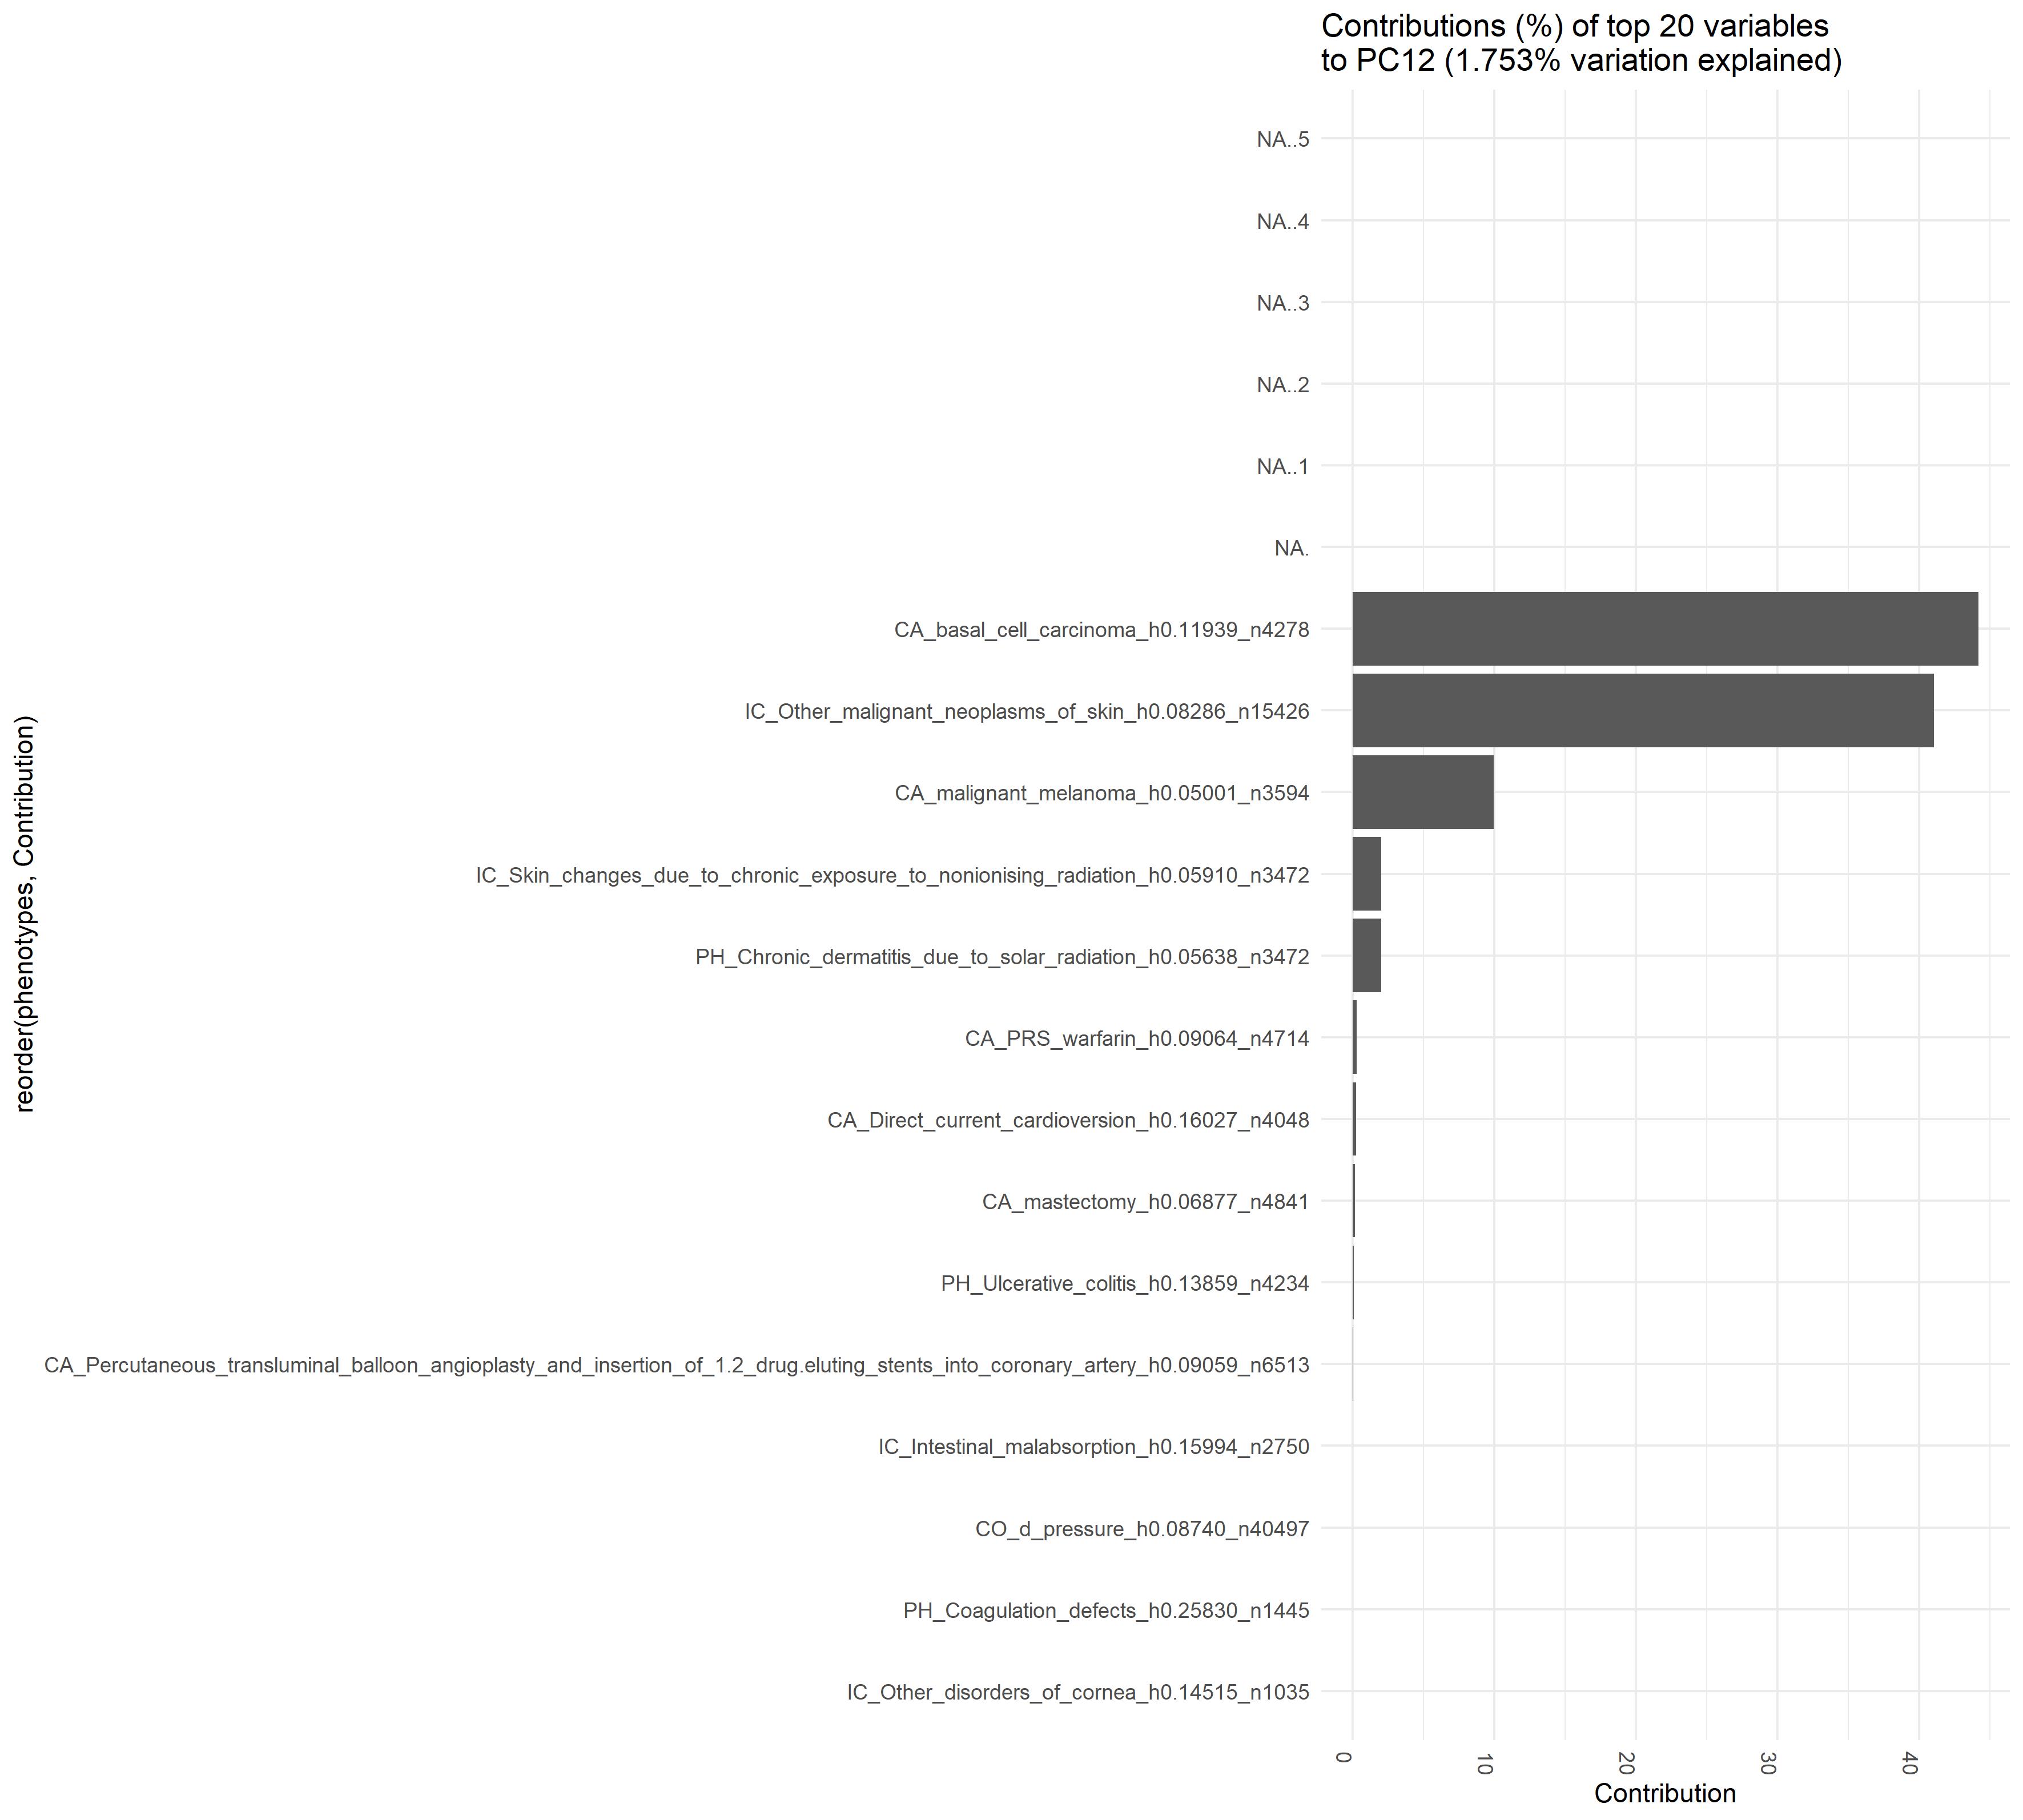 Contributions (%) of top 20 variables
to PC12 (1.753% variation explained)
NA..5
NA..4
NA..3
NA..2
NA..1
NA.
CA_basal_cell_carcinoma_h0.11939_n4278
IC_Other_malignant_neoplasms_of_skin_h0.08286_n15426
CA_malignant_melanoma_h0.05001_n3594
IC_Skin_changes_due_to_chronic_exposure_to_nonionising_radiation_h0.05910_n3472
PH_Chronic_dermatitis_due_to_solar_radiation_h0.05638_n3472
CA_PRS_warfarin_h0.09064_n4714
CA_Direct_current_cardioversion_h0.16027_n4048
CA_mastectomy_h0.06877_n4841
PH_Ulcerative_colitis_h0.13859_n4234
CA_Percutaneous_transluminal_balloon_angioplasty_and_insertion_of_1.2_drug.eluting_stents_into_coronary_artery_h0.09059_n6513
IC_Intestinal_malabsorption_h0.15994_n2750
CO_d_pressure_h0.08740_n40497
PH_Coagulation_defects_h0.25830_n1445
IC_Other_disorders_of_cornea_h0.14515_n1035
reorder(phenotypes, Contribution)
0
10
20
30
40
Contribution